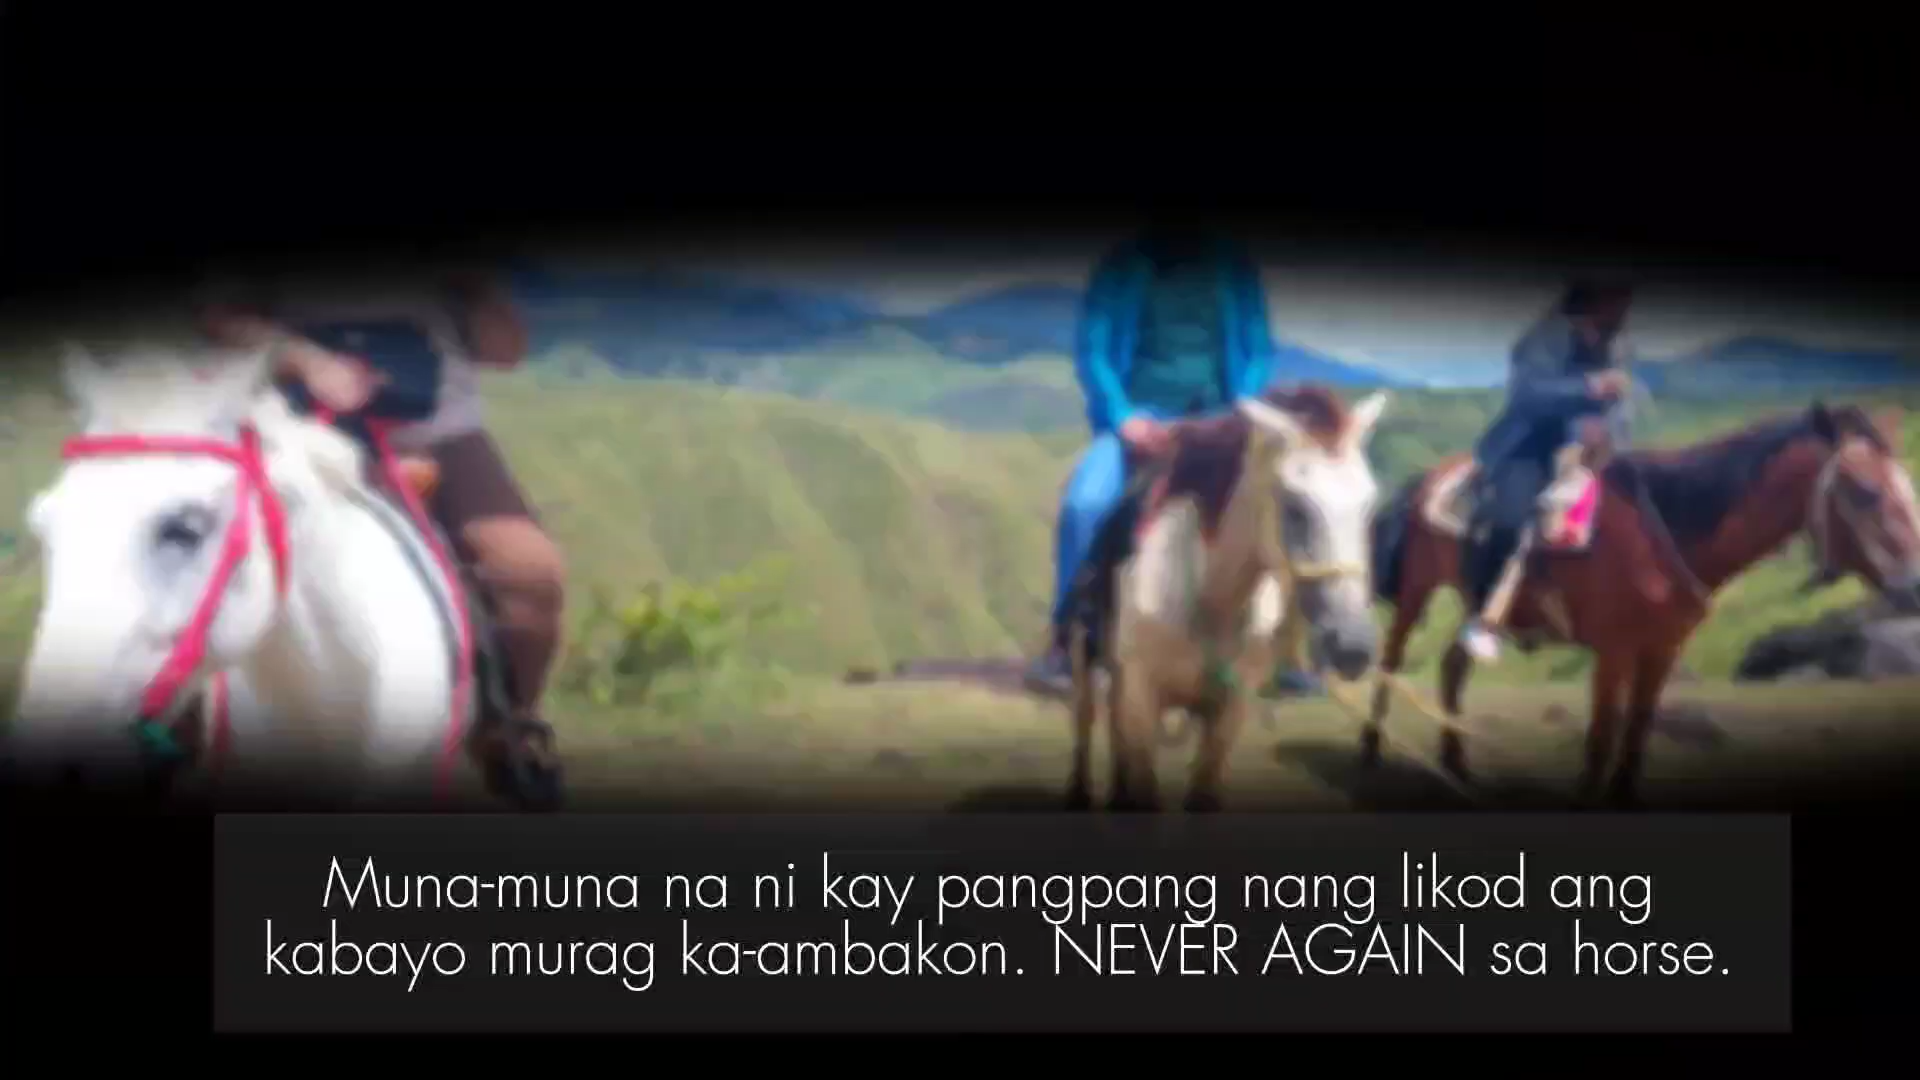 Muna-muna na ni kay pangpang nang likod ang
kabayo murag ka-ambakon. NEVER AGAIN sa horse.